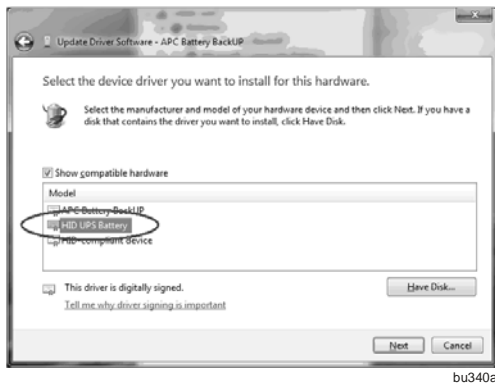 Update Driver Software - APC Battery BackUP
Select the device driver you want to install for this hardware.
Select the manufacturer and model of your hardware device and then click Next. If you have a
disk that contains the driver you want to install, click Have Disk.
Show compatible hardware
Model
APC Battery BackUP
HID UPS Battery
HID-compliant device
This driver is digitally signed.
Have Disk...
Tell me why driver signing is important
Next
Cancel
bu340a